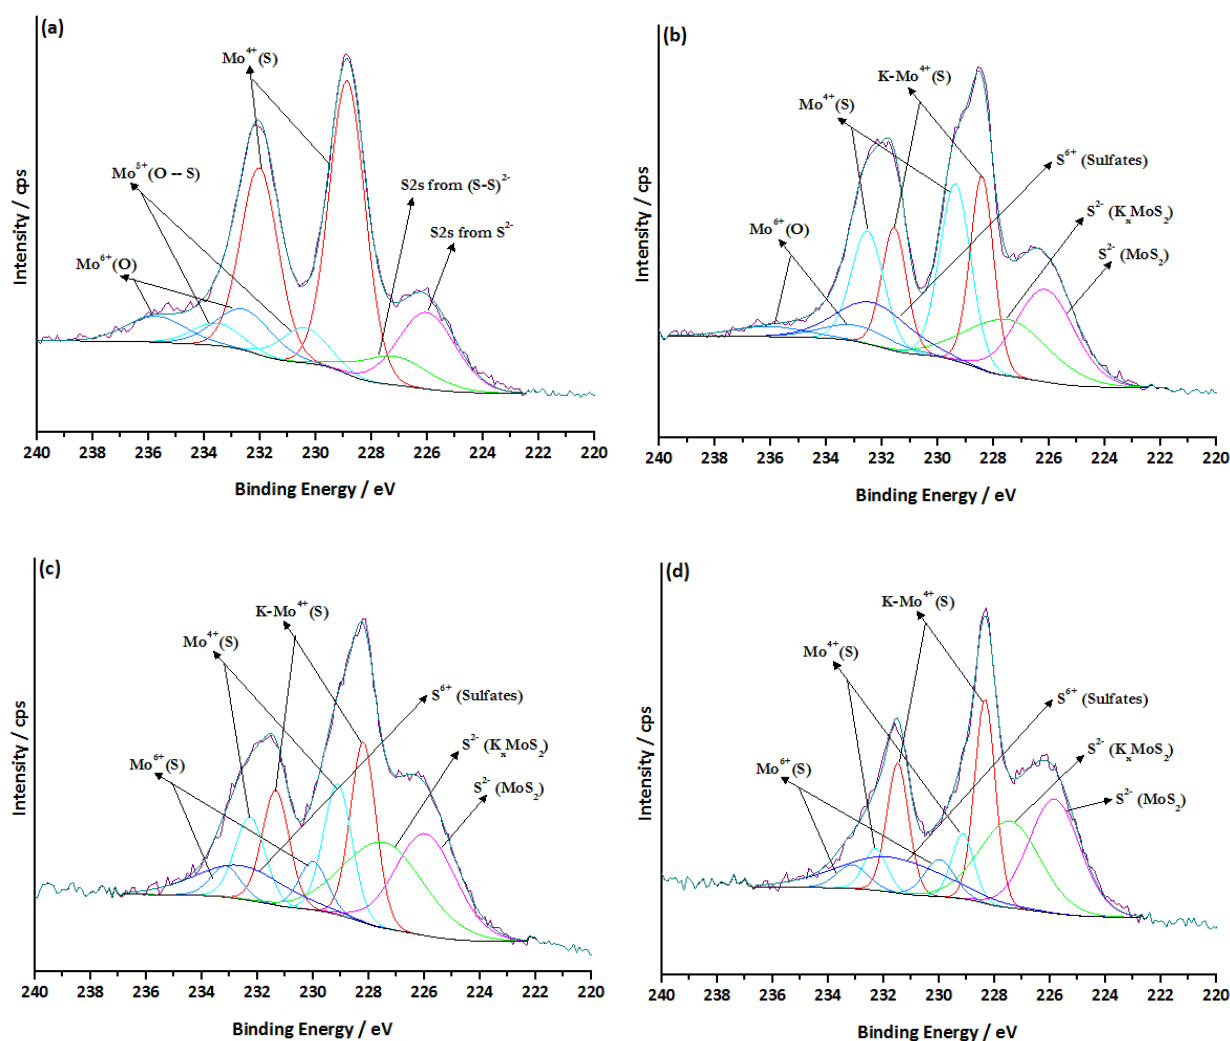 (a)
Mo⁴⁺(S)
Mo⁵⁺(O -- S)
Mo⁶⁺(O)
S2s from (S-S)²⁻
S2s from S²⁻
Intensity / cps
240 238 236 234 232 230 228 226 224 222 220
Binding Energy / eV
(b)
K-Mo⁴⁺(S)
Mo⁴⁺(S)
S⁶⁺ (Sulfates)
Mo⁶⁺(O)
S²⁻ (KₓMoS₂)
S²⁻ (MoS₂)
Intensity / cps
240 238 236 234 232 230 228 226 224 222 220
Binding Energy / eV
(c)
K-Mo⁴⁺(S)
Mo⁴⁺(S)
S⁶⁺ (Sulfates)
Mo⁶⁺(S)
S²⁻ (KₓMoS₂)
S²⁻ (MoS₂)
Intensity / cps
240 238 236 234 232 230 228 226 224 222 220
Binding Energy / eV
(d)
K-Mo⁴⁺(S)
Mo⁴⁺(S)
S⁶⁺ (Sulfates)
Mo⁶⁺(S)
S²⁻ (KₓMoS₂)
S²⁻ (MoS₂)
Intensity / cps
240 238 236 234 232 230 228 226 224 222 220
Binding Energy / eV